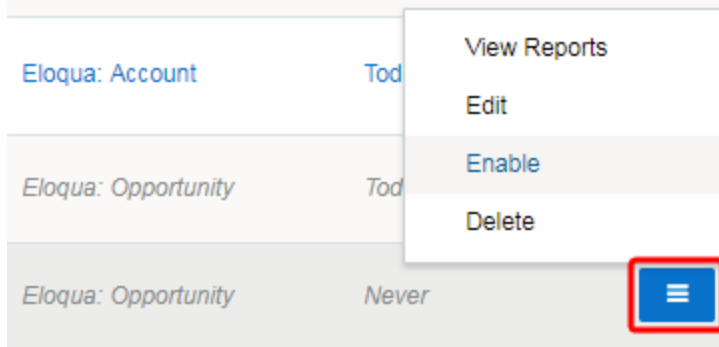 View Reports
Eloqua: Account Tod
Edit
Enable
Eloqua: Opportunity Tod
Delete
Eloqua: Opportunity Never